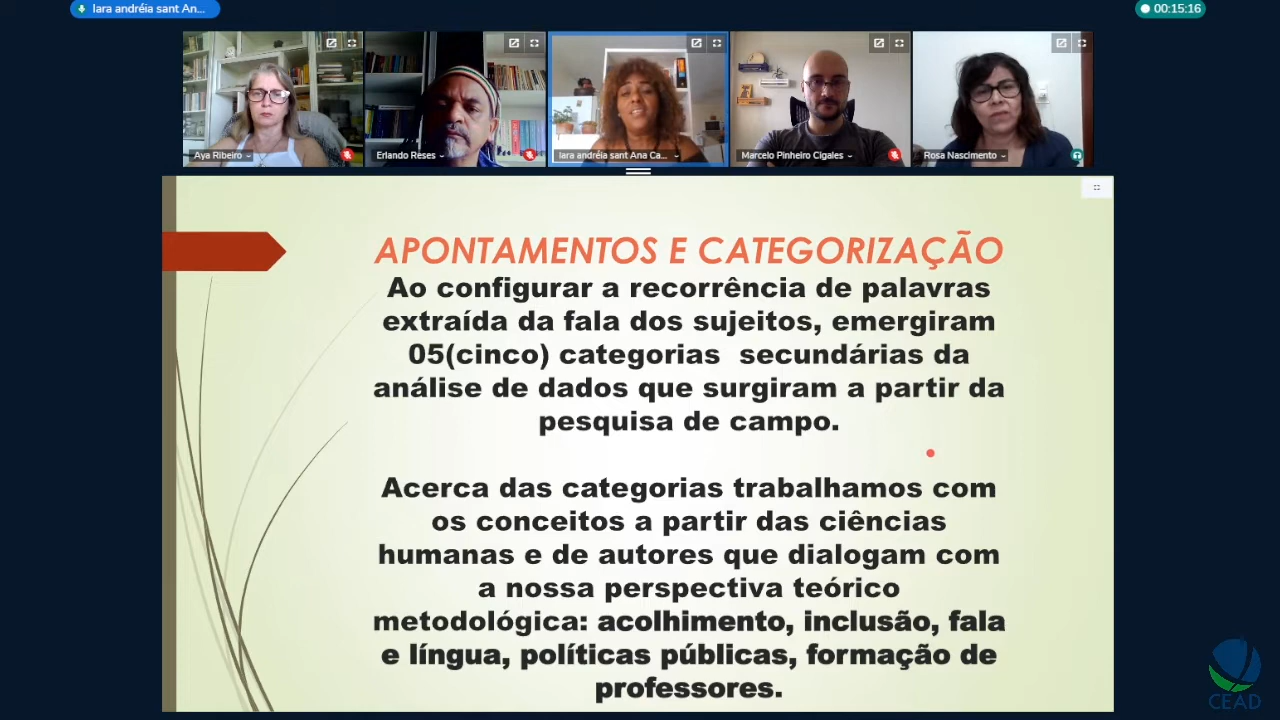 Iara andréia sant An...
00:15:16
Aya Ribeiro
Erlando Reses
Iara andréia sant Ana Ca...
Marcelo Pinheiro Cigales
Rosa Nascimento
APONTAMENTOS E CATEGORIZAÇÃO
Ao configurar a recorrência de palavras
extraída da fala dos sujeitos, emergiram
05(cinco) categorias secundárias da
análise de dados que surgiram a partir da
pesquisa de campo.
Acerca das categorias trabalhamos com
os conceitos a partir das ciências
humanas e de autores que dialogam com
a nossa perspectiva teórico
metodológica: acolhimento, inclusão, fala
e língua, políticas públicas, formação de
professores.
CEAD